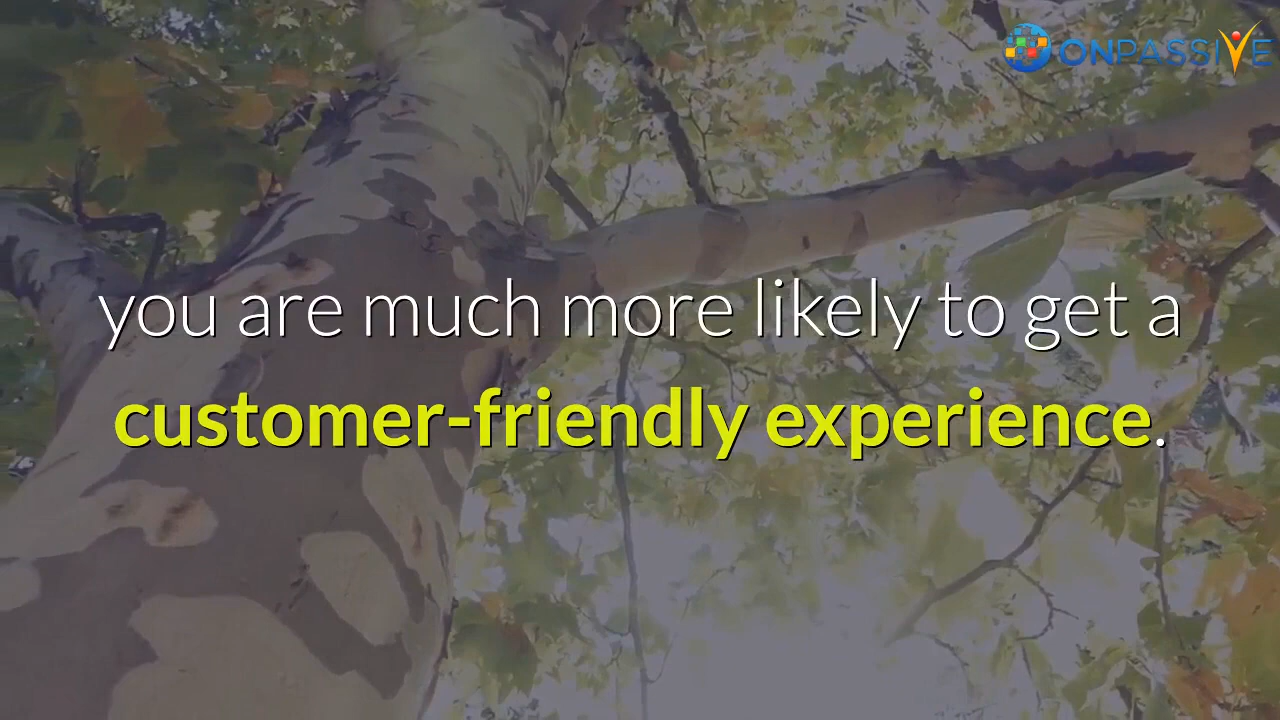 ONPASSIVE
you are much more likely to get a
customer-friendly experience.